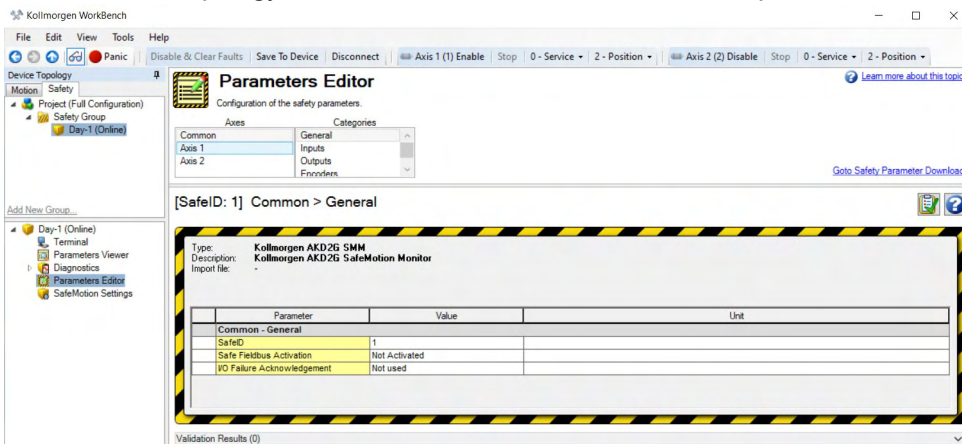 Kollmorgen WorkBench
File Edit View Tools Help
Panic Disable & Clear Faults Save To Device Disconnect Axis 1 (1) Enable Stop 0 - Service 2 - Position Axis 2 (2) Disable Stop 0 - Service 2 - Position
Device Topology
Motion Safety
Project (Full Configuration)
Safety Group
Day-1 (Online)
Add New Group...
Day-1 (Online)
Terminal
Parameters Viewer
Diagnostics
Parameters Editor
SafeMotion Settings
Parameters Editor
Learn more about this topic
Configuration of the safety parameters.
Axes Categories
Common General
Axis 1 Inputs
Axis 2 Outputs
Encoders
Goto Safety Parameter Download
[SafeID: 1] Common > General
Type: Kollmorgen AKD2G SMM
Description: Kollmorgen AKD2G SafeMotion Monitor
Import file: -
Parameter Value Unit
Common - General
SafeID 1
Safe Fieldbus Activation Not Activated
I/O Failure Acknowledgement Not used
Validation Results (0)